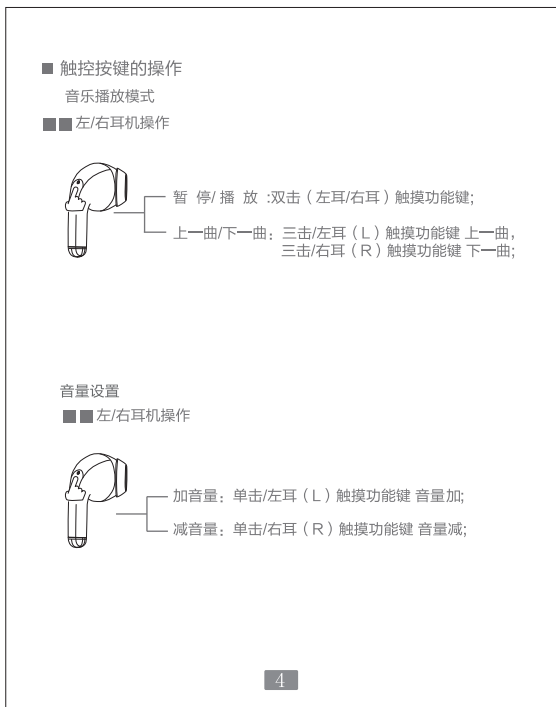 触控按键的操作
音乐播放模式
左/右耳机操作
暂 停/ 播 放 :双击（左耳/右耳）触摸功能键;
上一曲/下一曲：三击/左耳（L）触摸功能键 上一曲，
三击/右耳（R）触摸功能键 下一曲;
音量设置
左/右耳机操作
加音量：单击/左耳（L）触摸功能键 音量加;
减音量：单击/右耳（R）触摸功能键 音量减;
4